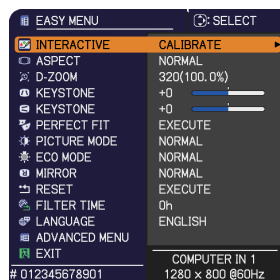 EASY MENU : SELECT
INTERACTIVE CALIBRATE
ASPECT NORMAL
D-ZOOM 320(100. 0%)
KEYSTONE +0
KEYSTONE +0
PERFECT FIT EXECUTE
PICTURE MODE NORMAL
ECO MODE NORMAL
MIRROR NORMAL
RESET EXECUTE
FILTER TIME 0h
LANGUAGE ENGLISH
ADVANCED MENU
EXIT
COMPUTER IN 1
# 012345678901 1280 x 800 @60Hz